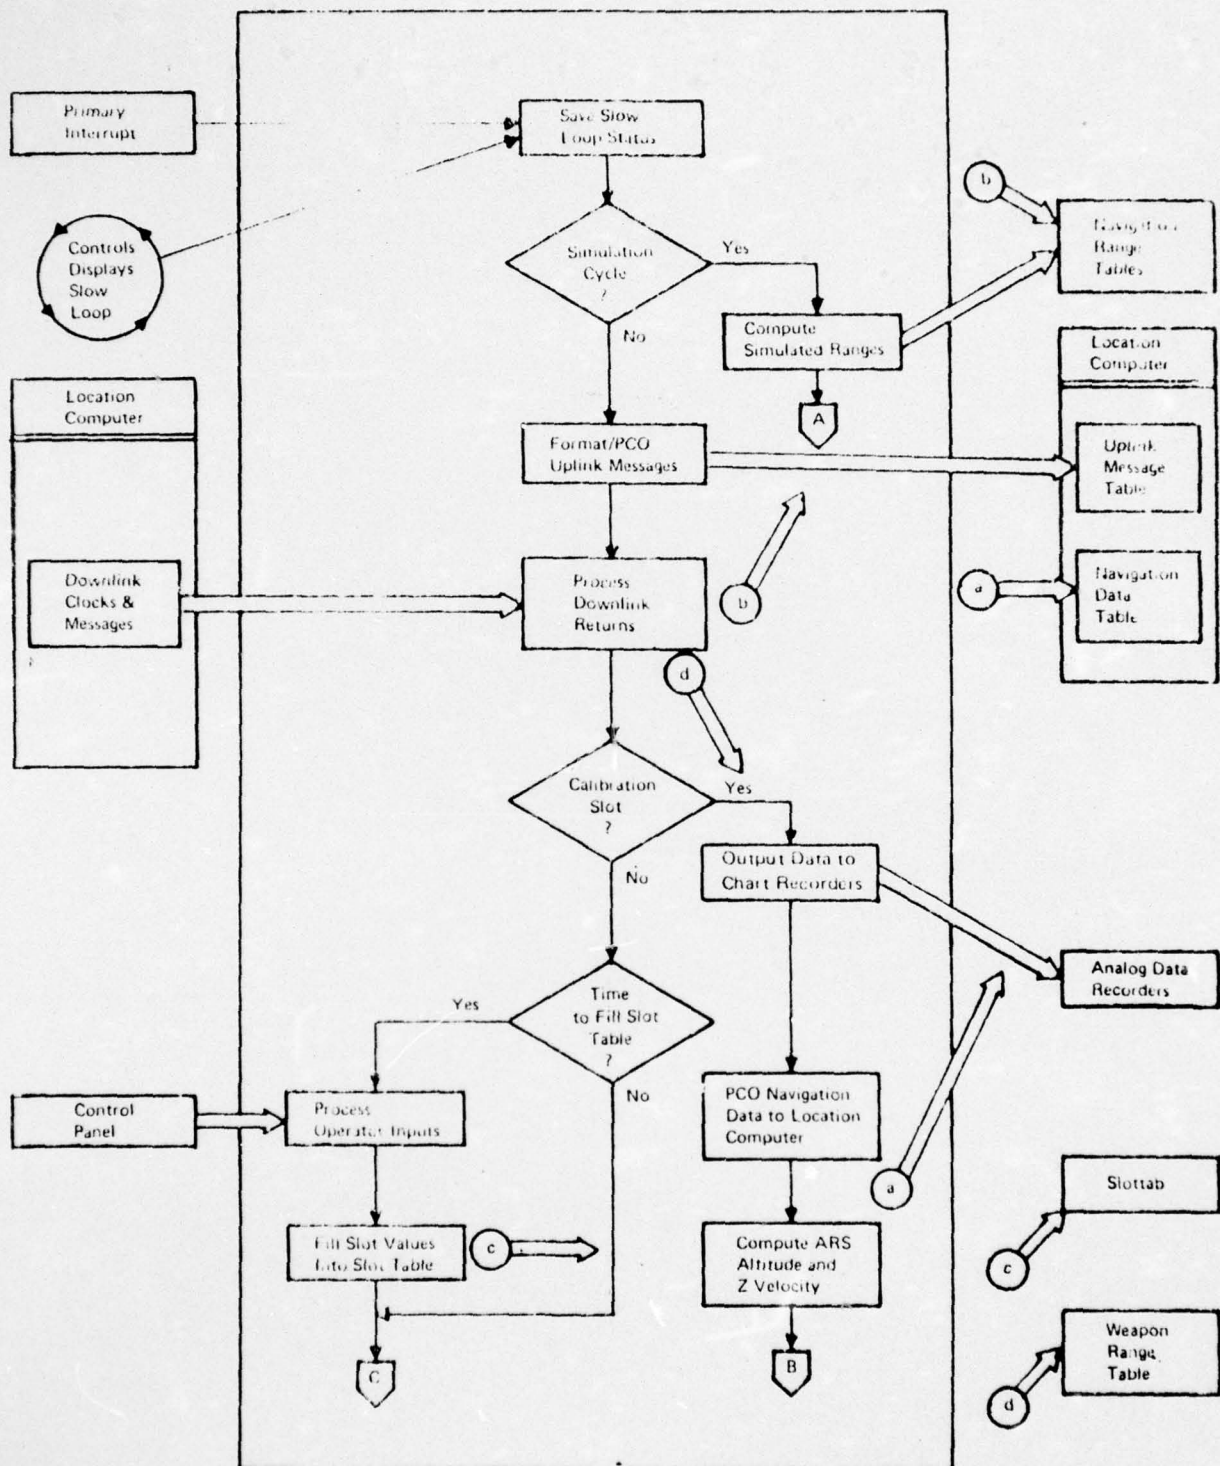 Primary
Interrupt
Save Slow
Loop Status
b
Navigation
Range
Tables
Controls
Displays
Slow
Loop
Simulation
Cycle
?
Yes
No
Compute
Simulated Ranges
A
Location
Computer
Location
Computer
Format/PCO
Uplink Messages
Uplink
Message
Table
Downlink
Clocks &
Messages
Process
Downlink
Returns
b
a
Navigation
Data
Table
d
Calibration
Slot
?
Yes
No
Output Data to
Chart Recorders
Analog Data
Recorders
Time
to Fill Slot
Table
?
Yes
No
Control
Panel
Process
Operator Inputs
PCO Navigation
Data to Location
Computer
a
Slottab
Fill Slot Values
Into Slot Table
c
Compute ARS
Altitude and
Z Velocity
c
Weapon
Range
Table
C
B
d